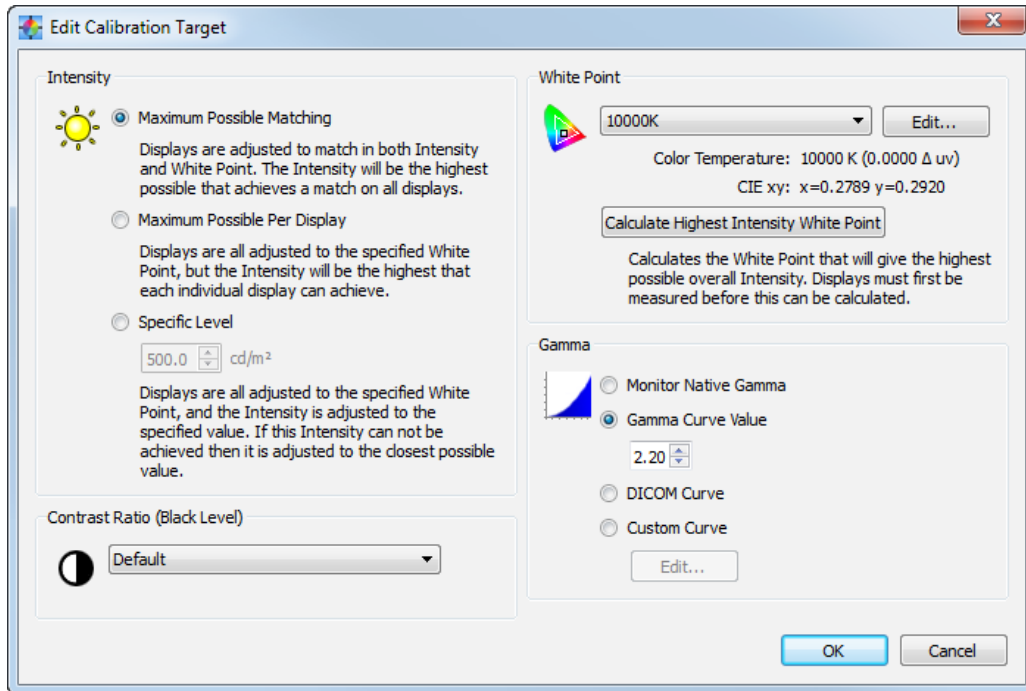 Edit Calibration Target
Intensity
Maximum Possible Matching
Displays are adjusted to match in both Intensity
and White Point. The Intensity will be the highest
possible that achieves a match on all displays.
Maximum Possible Per Display
Displays are all adjusted to the specified White
Point, but the Intensity will be the highest that
each individual display can achieve.
Specific Level
500.0 cd/m²
Displays are all adjusted to the specified White
Point, and the Intensity is adjusted to the
specified value. If this Intensity can not be
achieved then it is adjusted to the closest possible
value.
Contrast Ratio (Black Level)
Default
White Point
10000K Edit...
Color Temperature: 10000 K (0.0000 Δ uv)
CIE xy: x=0.2789 y=0.2920
Calculate Highest Intensity White Point
Calculates the White Point that will give the highest
possible overall Intensity. Displays must first be
measured before this can be calculated.
Gamma
Monitor Native Gamma
Gamma Curve Value
2.20
DICOM Curve
Custom Curve
Edit...
OK Cancel